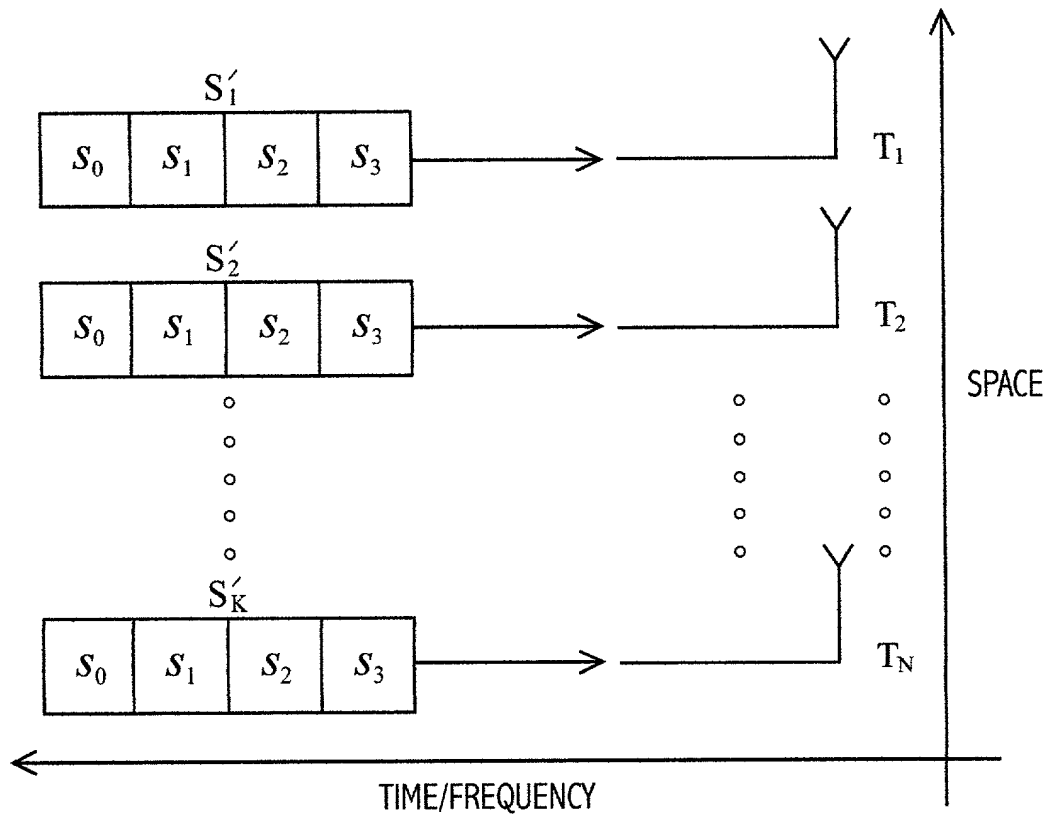 S′₁
s₀ s₁ s₂ s₃
T₁
S′₂
s₀ s₁ s₂ s₃
T₂
SPACE
S′K
s₀ s₁ s₂ s₃
TN
TIME/FREQUENCY